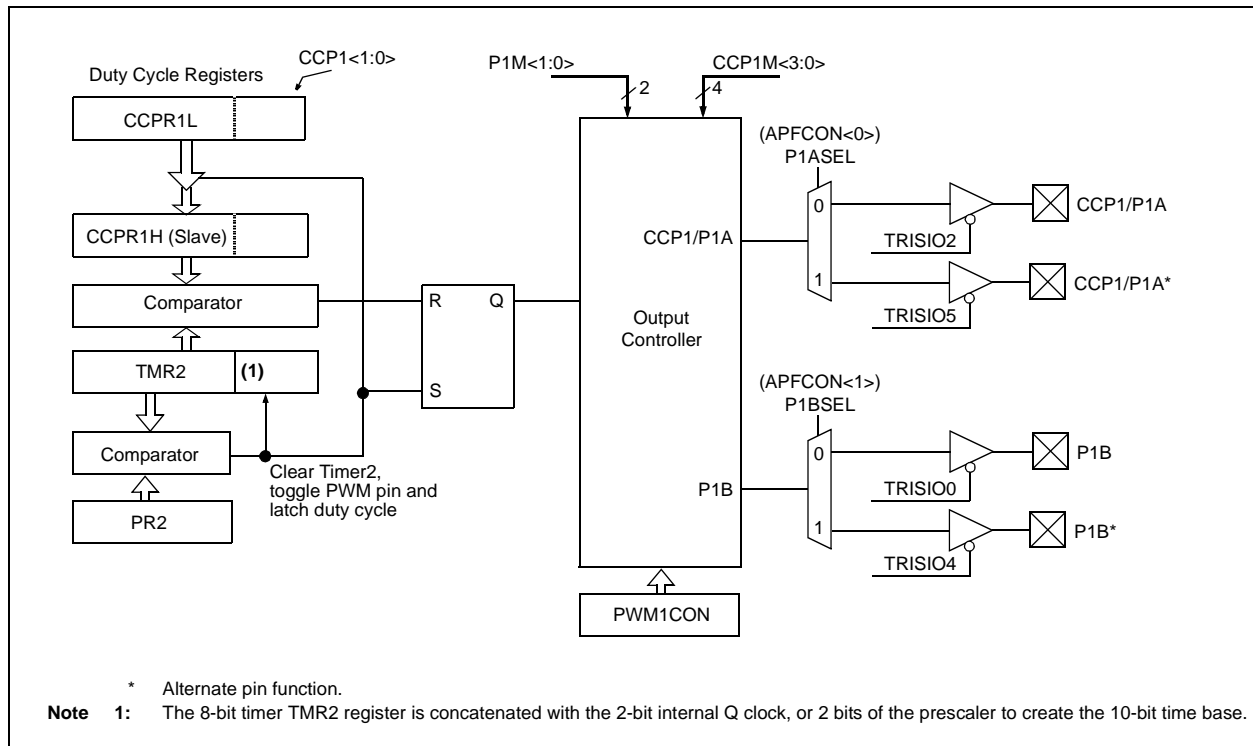 CCP1<1:0>
Duty Cycle Registers
CCPR1L
CCPR1H (Slave)
Comparator
TMR2
(1)
Comparator
PR2
Clear Timer2,
toggle PWM pin and
latch duty cycle
R
Q
S
P1M<1:0>
2
CCP1M<3:0>
4
CCP1/P1A
Output
Controller
P1B
PWM1CON
(APFCON<0>)
P1ASEL
0
1
TRISIO2
CCP1/P1A
TRISIO5
CCP1/P1A*
(APFCON<1>)
P1BSEL
0
1
TRISIO0
P1B
TRISIO4
P1B*
* Alternate pin function.
Note 1: The 8-bit timer TMR2 register is concatenated with the 2-bit internal Q clock, or 2 bits of the prescaler to create the 10-bit time base.